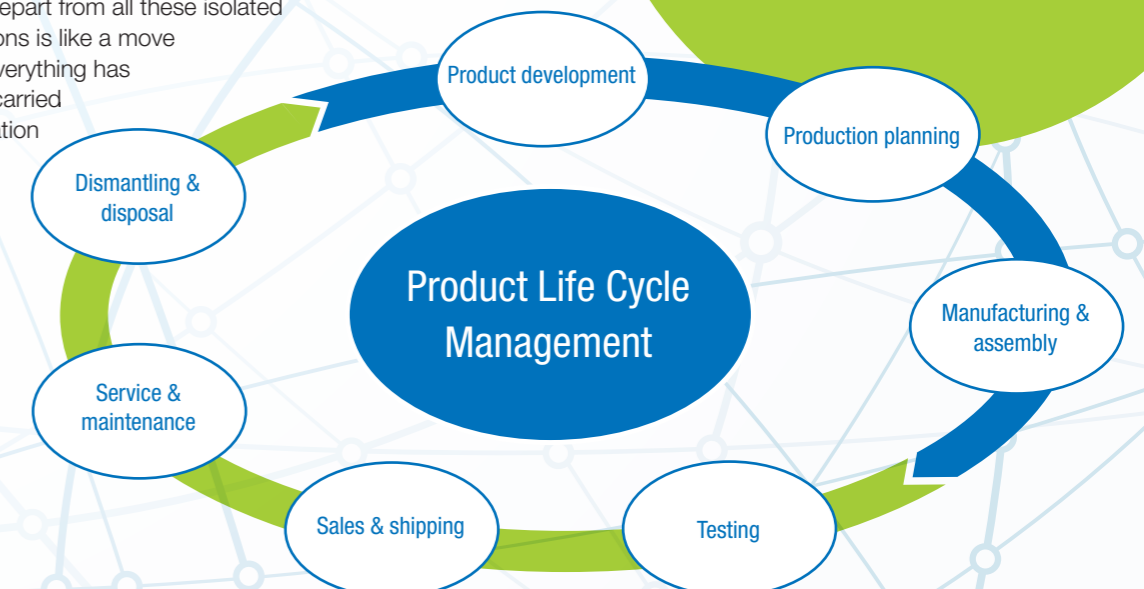 epart from all these isolated
ons is like a move
verything has
carried
ation
Product development
Production planning
Dismantling &
disposal
Product Life Cycle
Management
Manufacturing &
assembly
Service &
maintenance
Sales & shipping
Testing